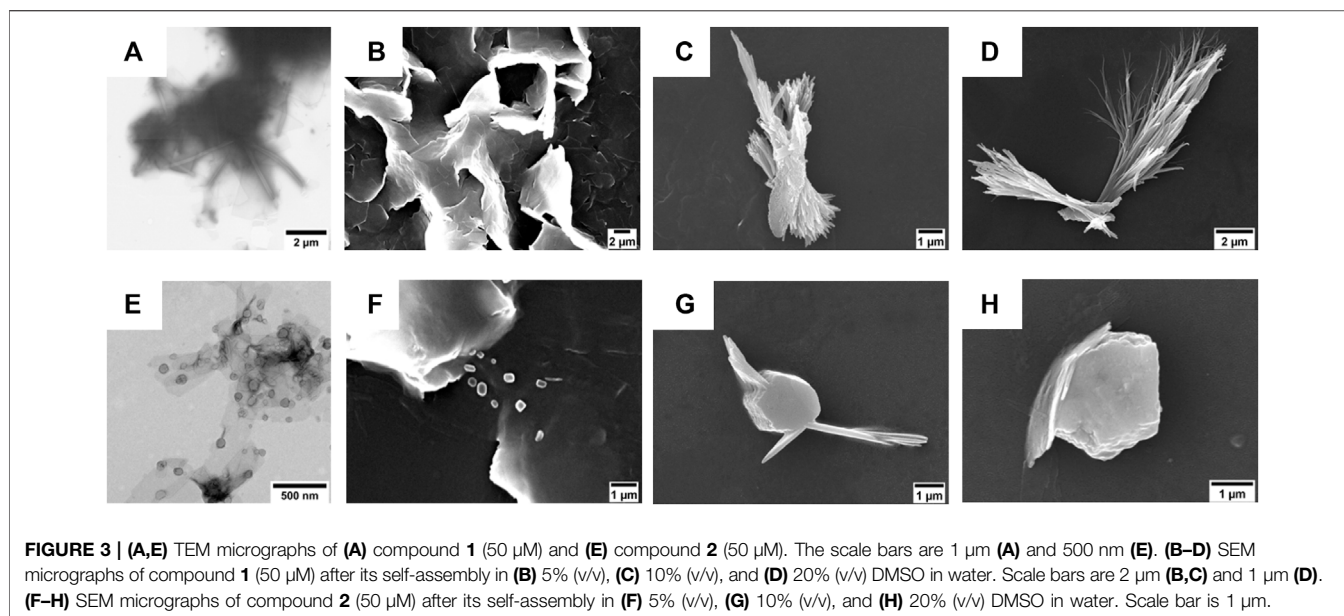 A
B
C
D
2 µm
2 µm
1 µm
2 µm
E
F
G
H
500 nm
1 µm
1 µm
1 µm
FIGURE 3 | (A,E) TEM micrographs of (A) compound 1 (50 µM) and (E) compound 2 (50 µM). The scale bars are 1 µm (A) and 500 nm (E). (B–D) SEM
micrographs of compound 1 (50 µM) after its self-assembly in (B) 5% (v/v), (C) 10% (v/v), and (D) 20% (v/v) DMSO in water. Scale bars are 2 µm (B,C) and 1 µm (D).
(F–H) SEM micrographs of compound 2 (50 µM) after its self-assembly in (F) 5% (v/v), (G) 10% (v/v), and (H) 20% (v/v) DMSO in water. Scale bar is 1 µm.